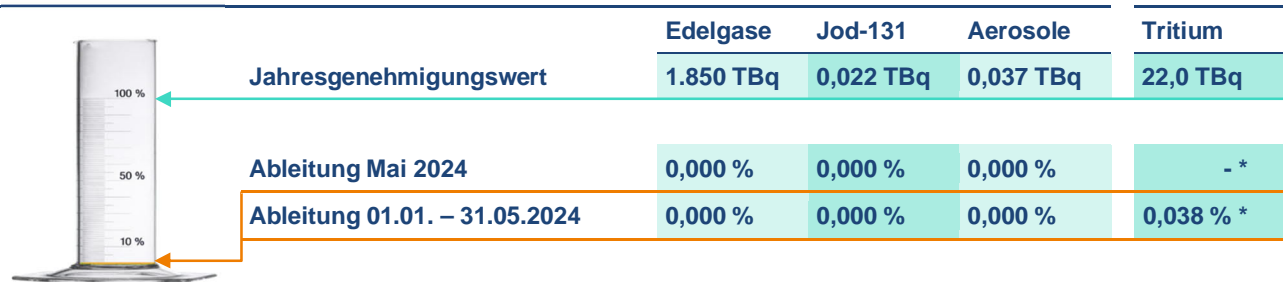 Edelgase Jod-131 Aerosole Tritium
Jahresgenehmigungswert 1.850 TBq 0,022 TBq 0,037 TBq 22,0 TBq
100 %
Ableitung Mai 2024 0,000 % 0,000 % 0,000 % - *
50 %
Ableitung 01.01. – 31.05.2024 0,000 % 0,000 % 0,000 % 0,038 % *
10 %